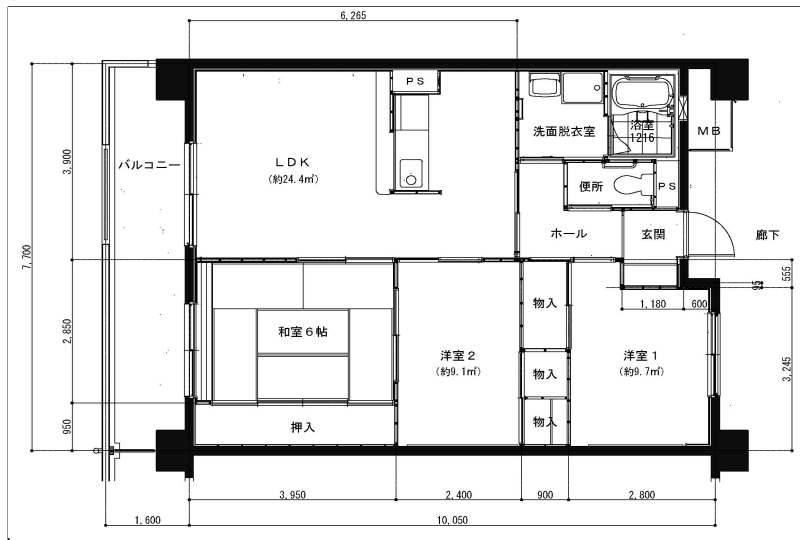 6,265
PS
洗面脱衣室
浴室
1216
MB
バルコニー
LDK
(約24.4㎡)
3,900
便所
PS
ホール
玄関
廊下
7,700
555
95
1,180
600
物入
和室6帖
洋室2
(約9.1㎡)
洋室1
(約9.7㎡)
2,850
物入
3,245
押入
物入
950
3,950
2,400
900
2,800
1,600
10,050